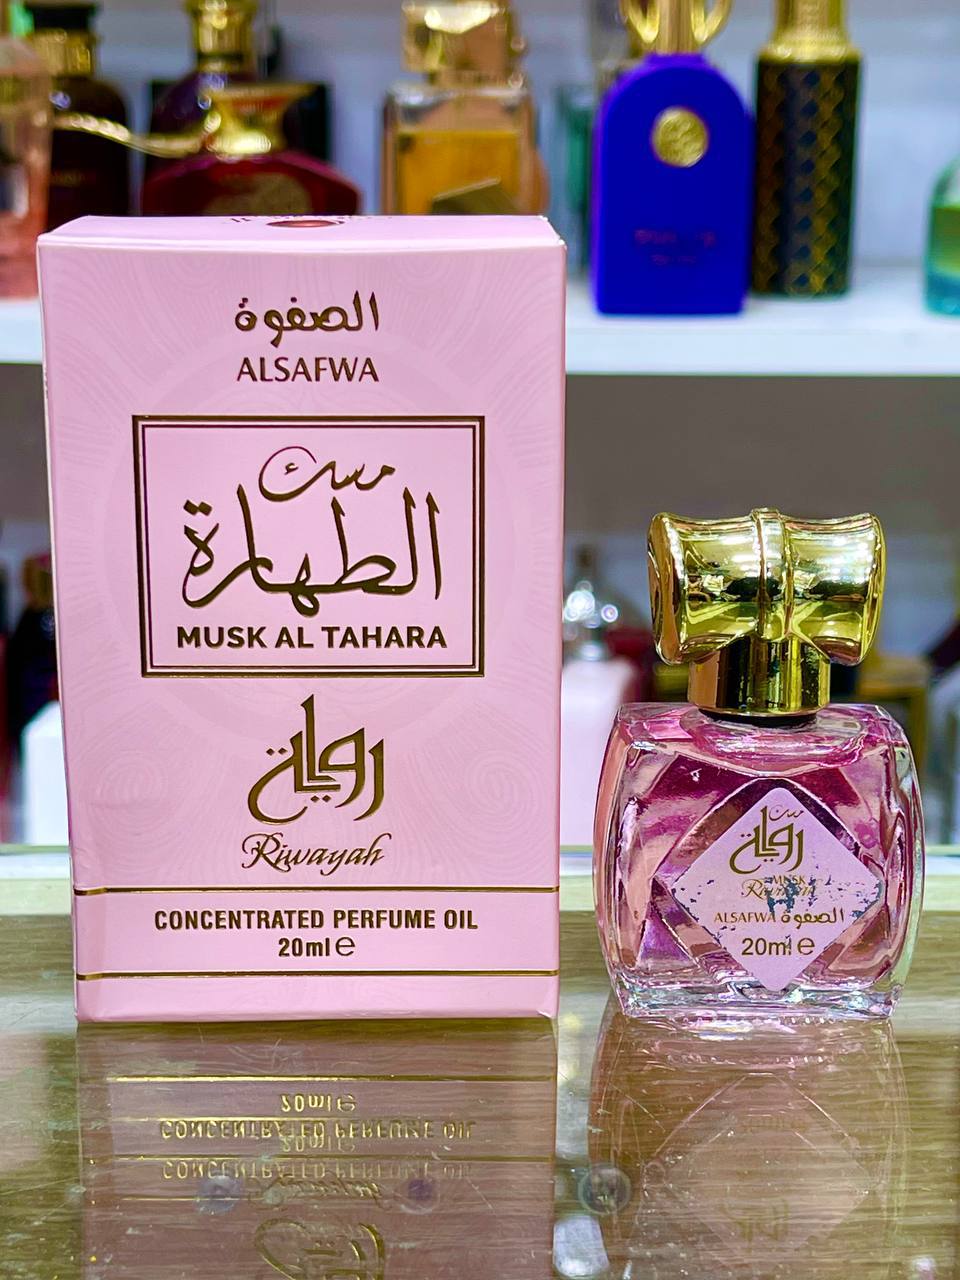 الصفوة
ALSAFWA
مسك
الطهارة
MUSK AL TAHARA
رواية
Riwayah
CONCENTRATED PERFUME OIL
20ml e
مسك
رواية
MUSK
ALSAFWA الصفوة
20ml e